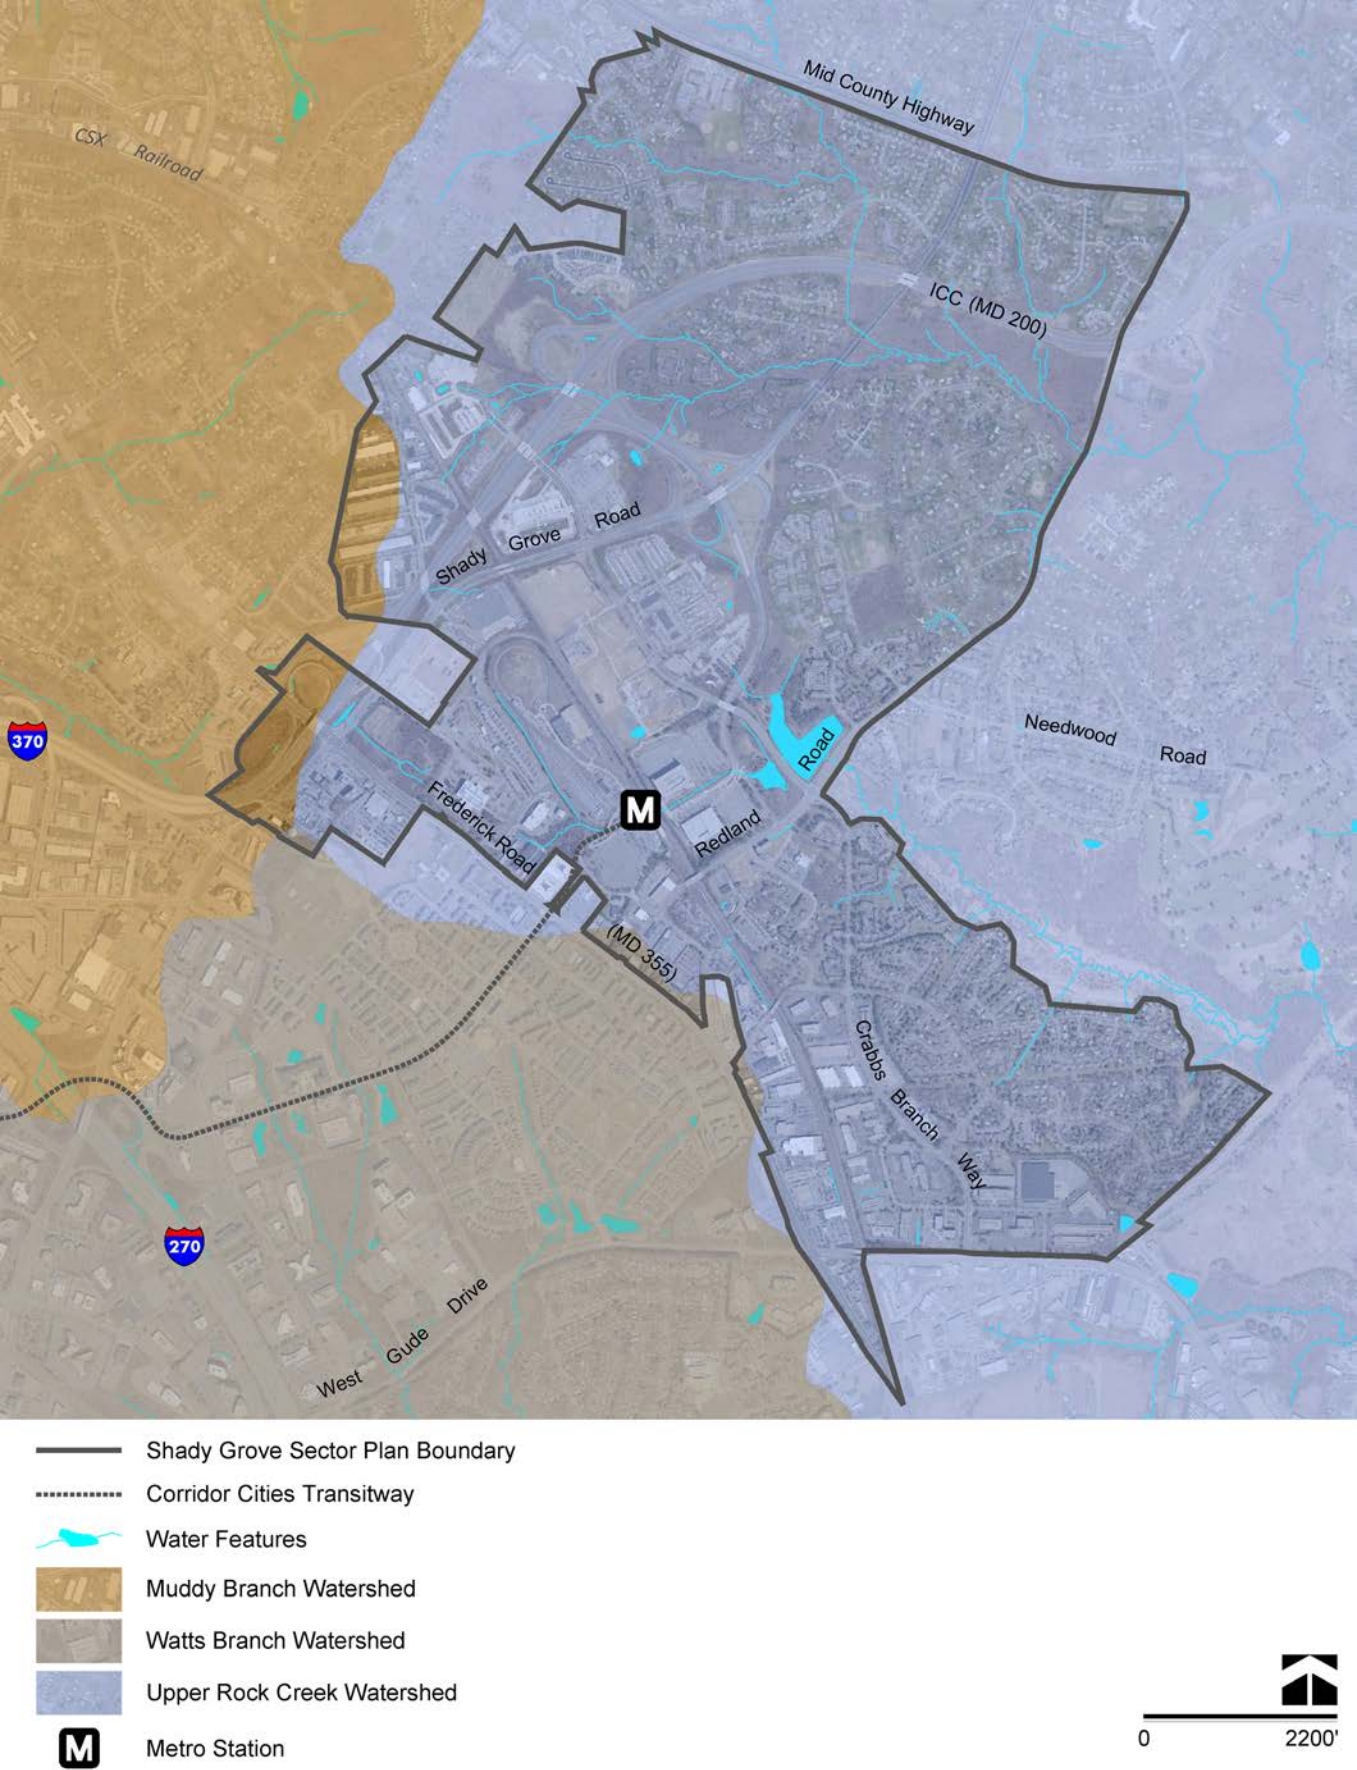 Mid County Highway
CSX Railroad
ICC (MD 200)
Shady Grove Road
370
Needwood Road
Road
Frederick Road
M
Redland
(MD 355)
Crabbs Branch Way
270
West Gude Drive
Shady Grove Sector Plan Boundary
Corridor Cities Transitway
Water Features
Muddy Branch Watershed
Watts Branch Watershed
Upper Rock Creek Watershed
M Metro Station
0 2200'